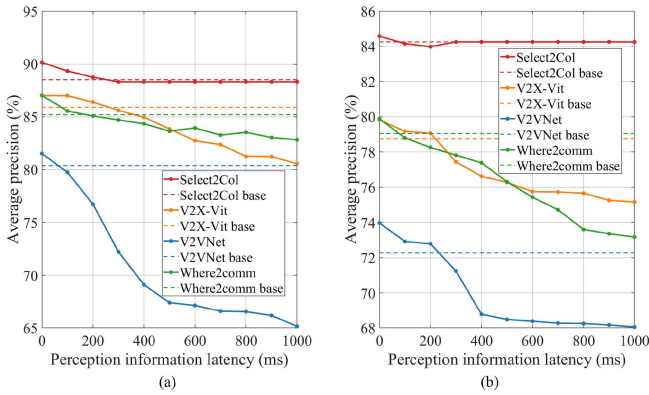 95
90
85
80
75
70
65
Average precision (%)
Select2Col
Select2Col base
V2X-Vit
V2X-Vit base
V2VNet
V2VNet base
Where2comm
Where2comm base
0 200 400 600 800 1000
Perception information latency (ms)
(a)
86
84
82
80
78
76
74
72
70
68
Average precision (%)
Select2Col
Select2Col base
V2X-Vit
V2X-Vit base
V2VNet
V2VNet base
Where2comm
Where2comm base
0 200 400 600 800 1000
Perception information latency (ms)
(b)